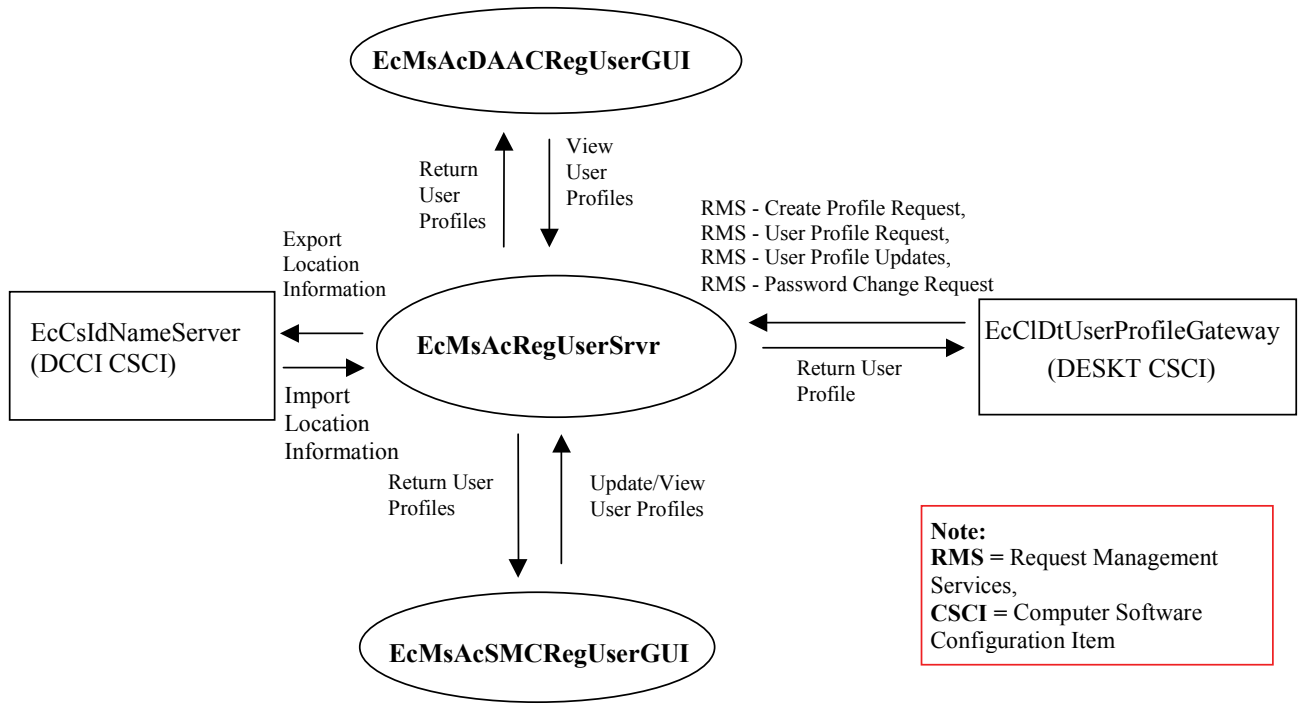 EcMsAcDAACRegUserGUI
Return
User
Profiles
View
User
Profiles
RMS - Create Profile Request,
RMS - User Profile Request,
RMS - User Profile Updates,
RMS - Password Change Request
Export
Location
Information
EcCsIdNameServer
(DCCI CSCI)
EcMsAcRegUserSrvr
EcClDtUserProfileGateway
(DESKT CSCI)
Return User
Profile
Import
Location
Information
Return User
Profiles
Update/View
User Profiles
Note:
RMS = Request Management
Services,
CSCI = Computer Software
Configuration Item
EcMsAcSMCRegUserGUI